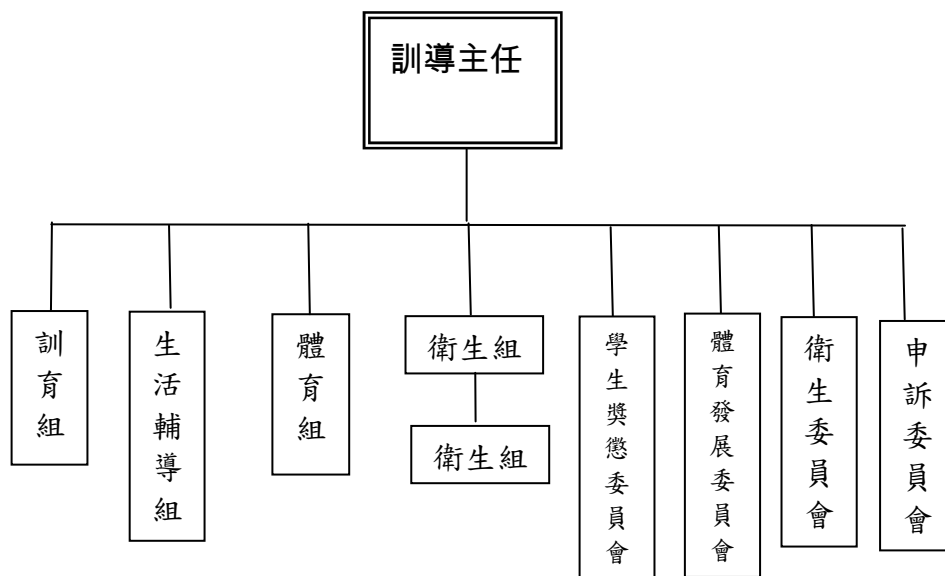 訓導主任
訓育組
生活輔導組
體育組
衛生組
衛生組
學生獎懲委員會
體育發展委員會
衛生委員會
申訴委員會